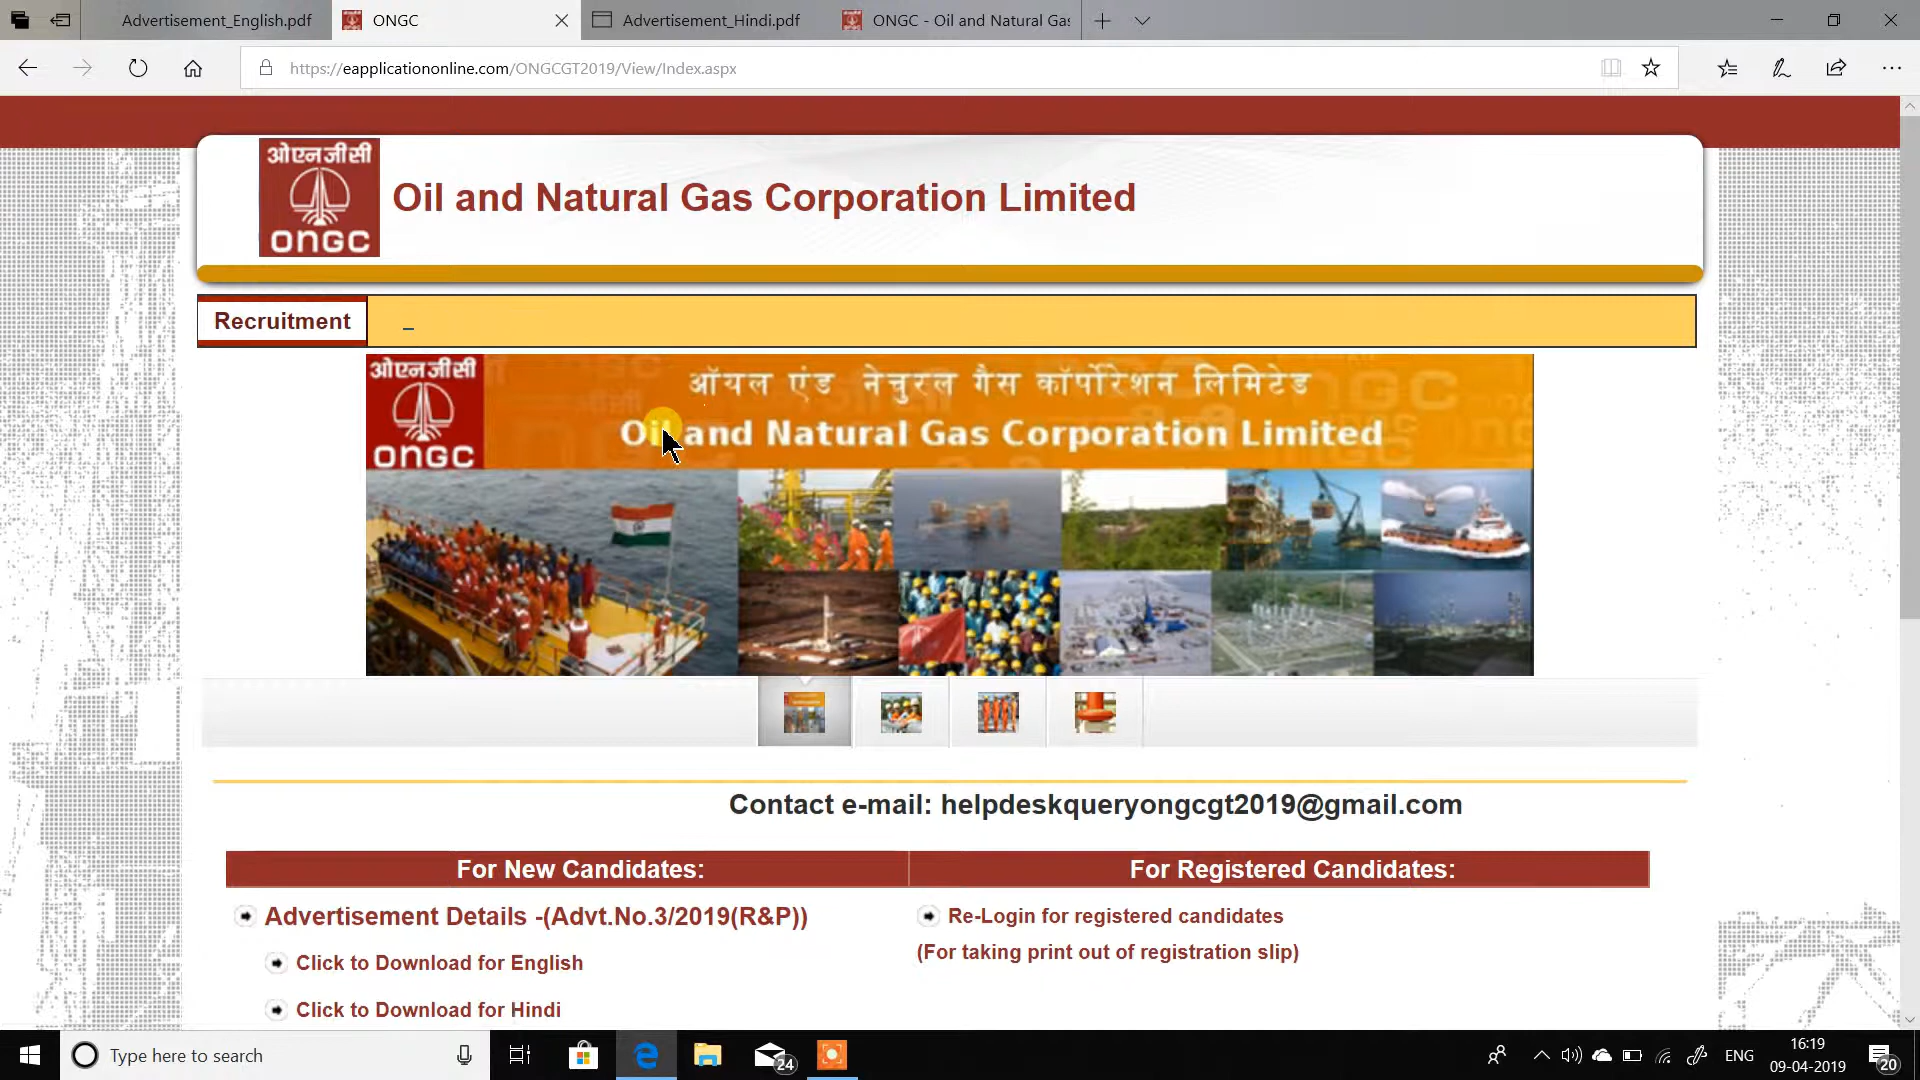 Advertisement_English.pdf
ONGC
Advertisement_Hindi.pdf
ONGC - Oil and Natural Gas
https://eapplicationonline.com/ONGCGT2019/View/Index.aspx
ओएनजीसी
ONGC
Oil and Natural Gas Corporation Limited
Recruitment
ओएनजीसी
ONGC
ऑयल एंड नेचुरल गैस कॉर्पोरेशन लिमिटेड
Oil and Natural Gas Corporation Limited
Contact e-mail: helpdeskqueryongcgt2019@gmail.com
For New Candidates:
For Registered Candidates:
Advertisement Details -(Advt.No.3/2019(R&P))
Re-Login for registered candidates
(For taking print out of registration slip)
Click to Download for English
Click to Download for Hindi
Type here to search
24
ENG
16:19
09-04-2019
20